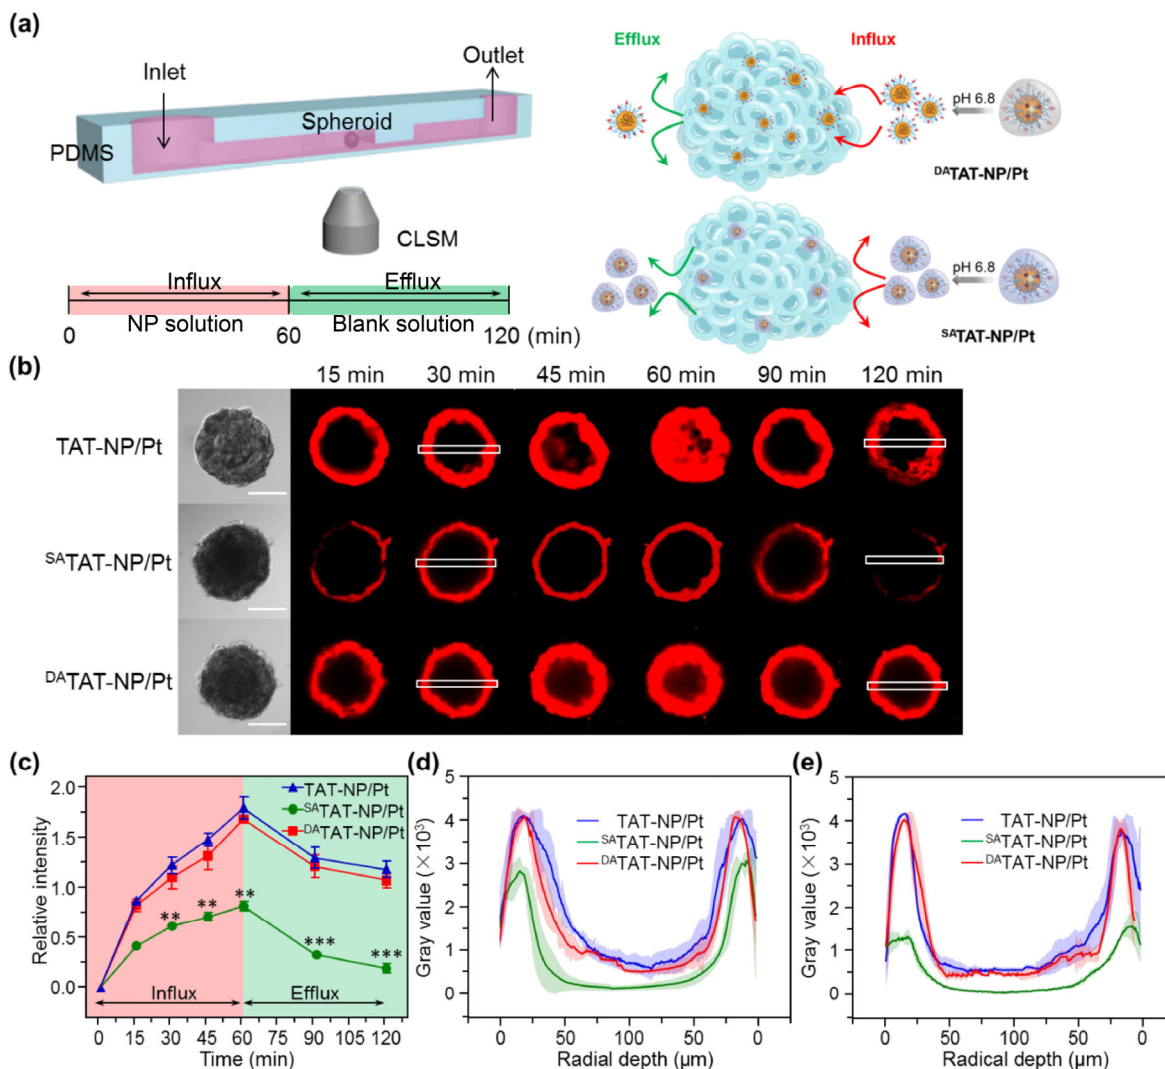 (a)
Inlet
Outlet
Spheroid
PDMS
CLSM
Influx
Efflux
NP solution
Blank solution
0
60
120 (min)
Efflux
Influx
pH 6.8
DATAT-NP/Pt
pH 6.8
SATAT-NP/Pt
(b)
15 min 30 min 45 min 60 min 90 min 120 min
TAT-NP/Pt
SATAT-NP/Pt
DATAT-NP/Pt
(c)
Relative intensity
2.0
1.5
1.0
0.5
0.0
TAT-NP/Pt
SATAT-NP/Pt
DATAT-NP/Pt
** ** ** *** ***
Influx
Efflux
0 15 30 45 60 75 90 105 120
Time (min)
(d)
Gray value (×10³)
5
4
3
2
1
0
TAT-NP/Pt
SATAT-NP/Pt
DATAT-NP/Pt
0 50 100 50 0
Radial depth (µm)
(e)
Gray value (×10³)
5
4
3
2
1
0
TAT-NP/Pt
SATAT-NP/Pt
DATAT-NP/Pt
0 50 100 50 0
Radical depth (µm)